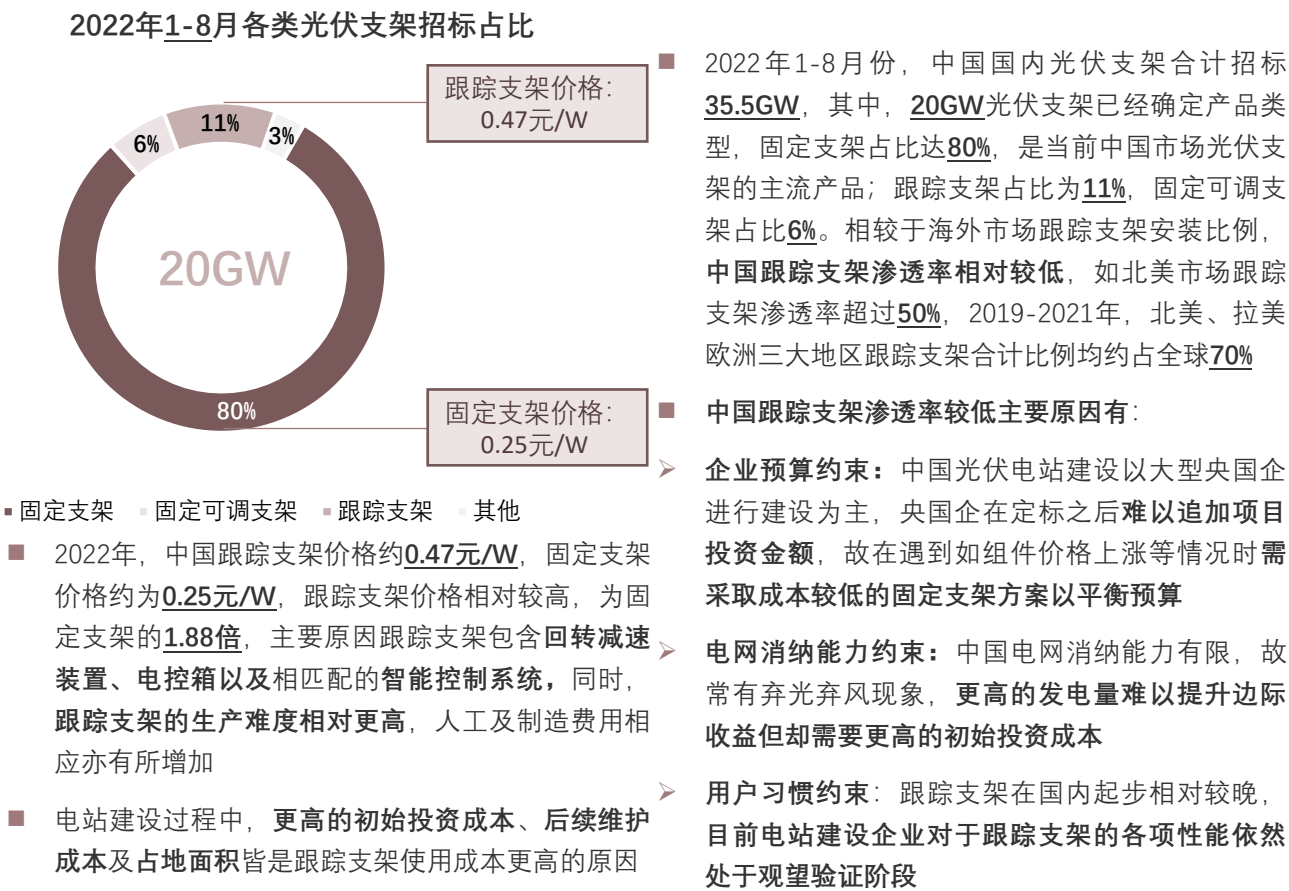 2022年1-8月各类光伏支架招标占比
跟踪支架价格：
0.47元/W
6%
11%
3%
20GW
80%
固定支架价格：
0.25元/W
固定支架 固定可调支架 跟踪支架 其他
2022年，中国跟踪支架价格约0.47元/W，固定支架
价格约为0.25元/W，跟踪支架价格相对较高，为固
定支架的1.88倍，主要原因跟踪支架包含回转减速
装置、电控箱以及相匹配的智能控制系统，同时，
跟踪支架的生产难度相对更高，人工及制造费用相
应亦有所增加
电站建设过程中，更高的初始投资成本、后续维护
成本及占地面积皆是跟踪支架使用成本更高的原因
2022年1-8月份，中国国内光伏支架合计招标
35.5GW，其中，20GW光伏支架已经确定产品类
型，固定支架占比达80%，是当前中国市场光伏支
架的主流产品；跟踪支架占比为11%，固定可调支
架占比6%。相较于海外市场跟踪支架安装比例，
中国跟踪支架渗透率相对较低，如北美市场跟踪
支架渗透率超过50%，2019-2021年，北美、拉美
欧洲三大地区跟踪支架合计比例均约占全球70%
中国跟踪支架渗透率较低主要原因有：
企业预算约束：中国光伏电站建设以大型央国企
进行建设为主，央国企在定标之后难以追加项目
投资金额，故在遇到如组件价格上涨等情况时需
采取成本较低的固定支架方案以平衡预算
电网消纳能力约束：中国电网消纳能力有限，故
常有弃光弃风现象，更高的发电量难以提升边际
收益但却需要更高的初始投资成本
用户习惯约束：跟踪支架在国内起步相对较晚，
目前电站建设企业对于跟踪支架的各项性能依然
处于观望验证阶段